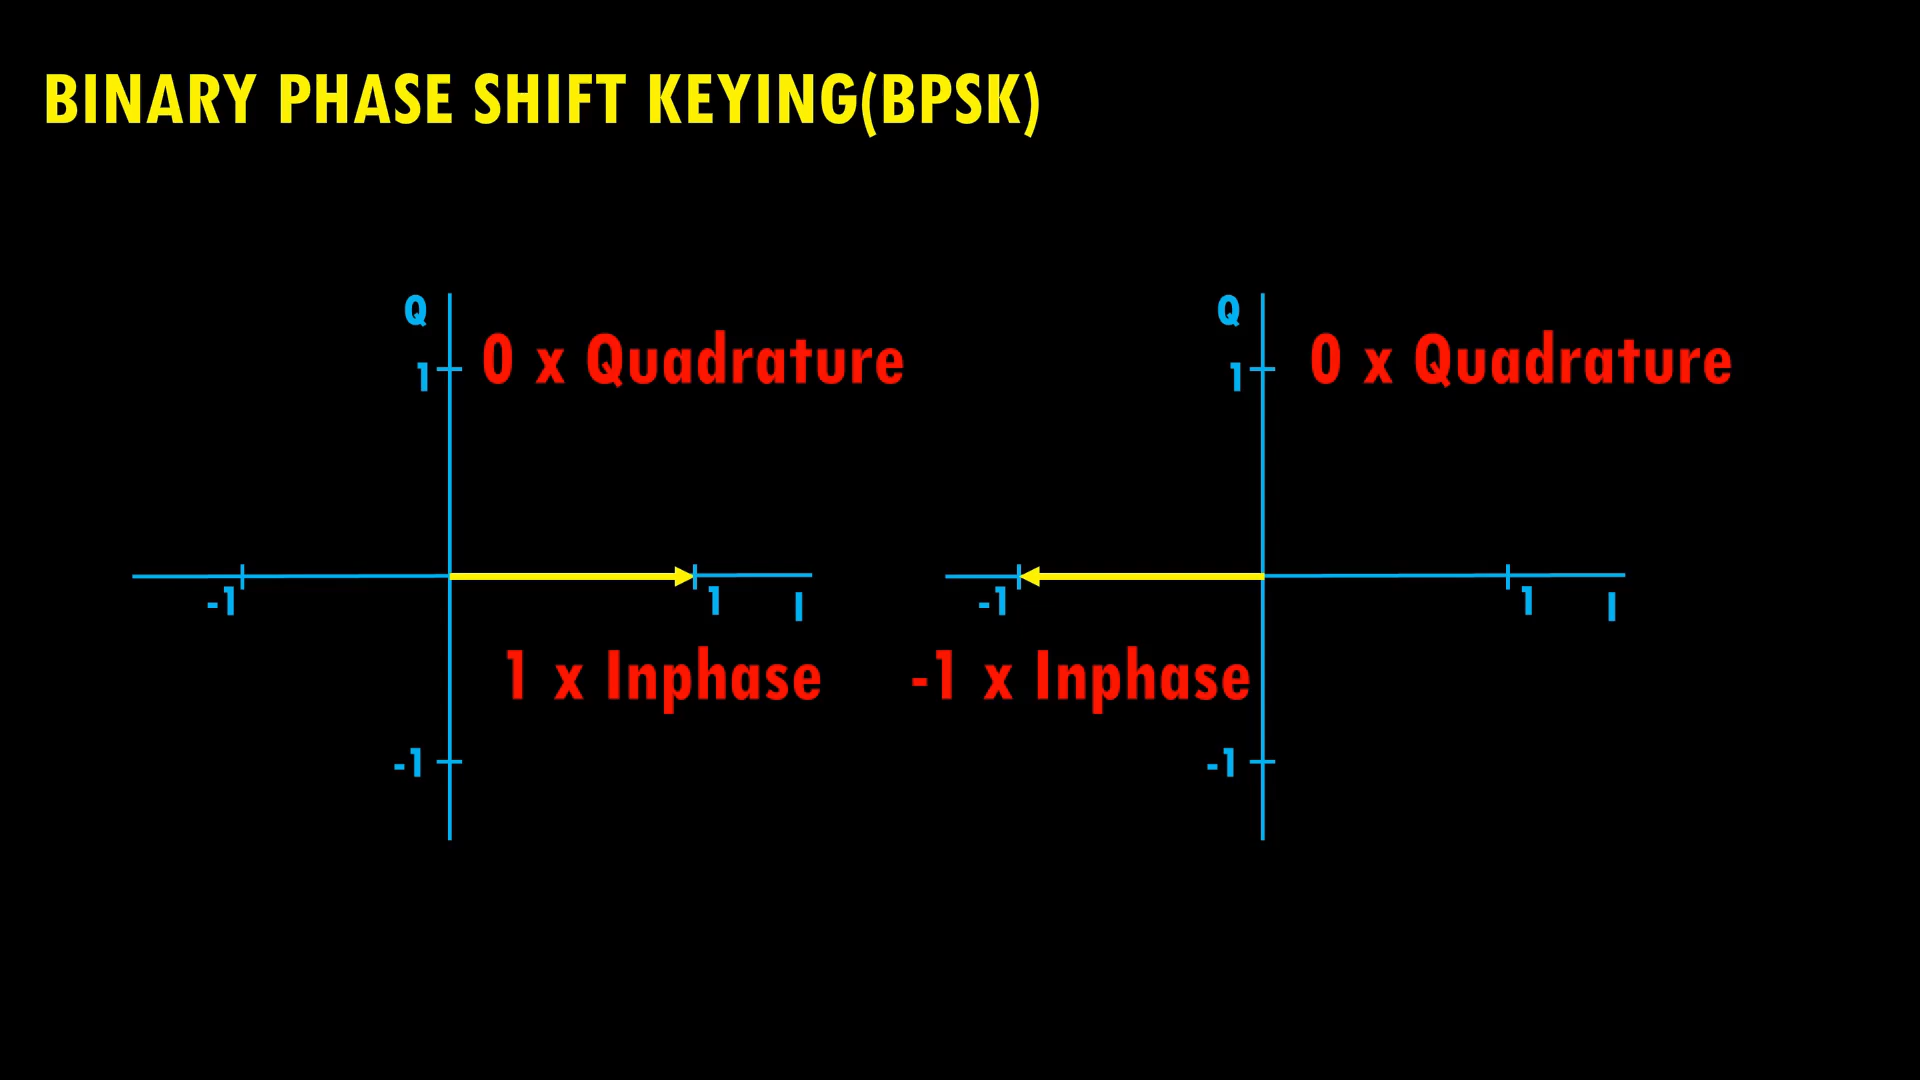 BINARY PHASE SHIFT KEYING(BPSK)
Q
0 x Quadrature
1
-1
1
I
1 x Inphase
-1
Q
0 x Quadrature
1
-1
1
I
-1 x Inphase
-1